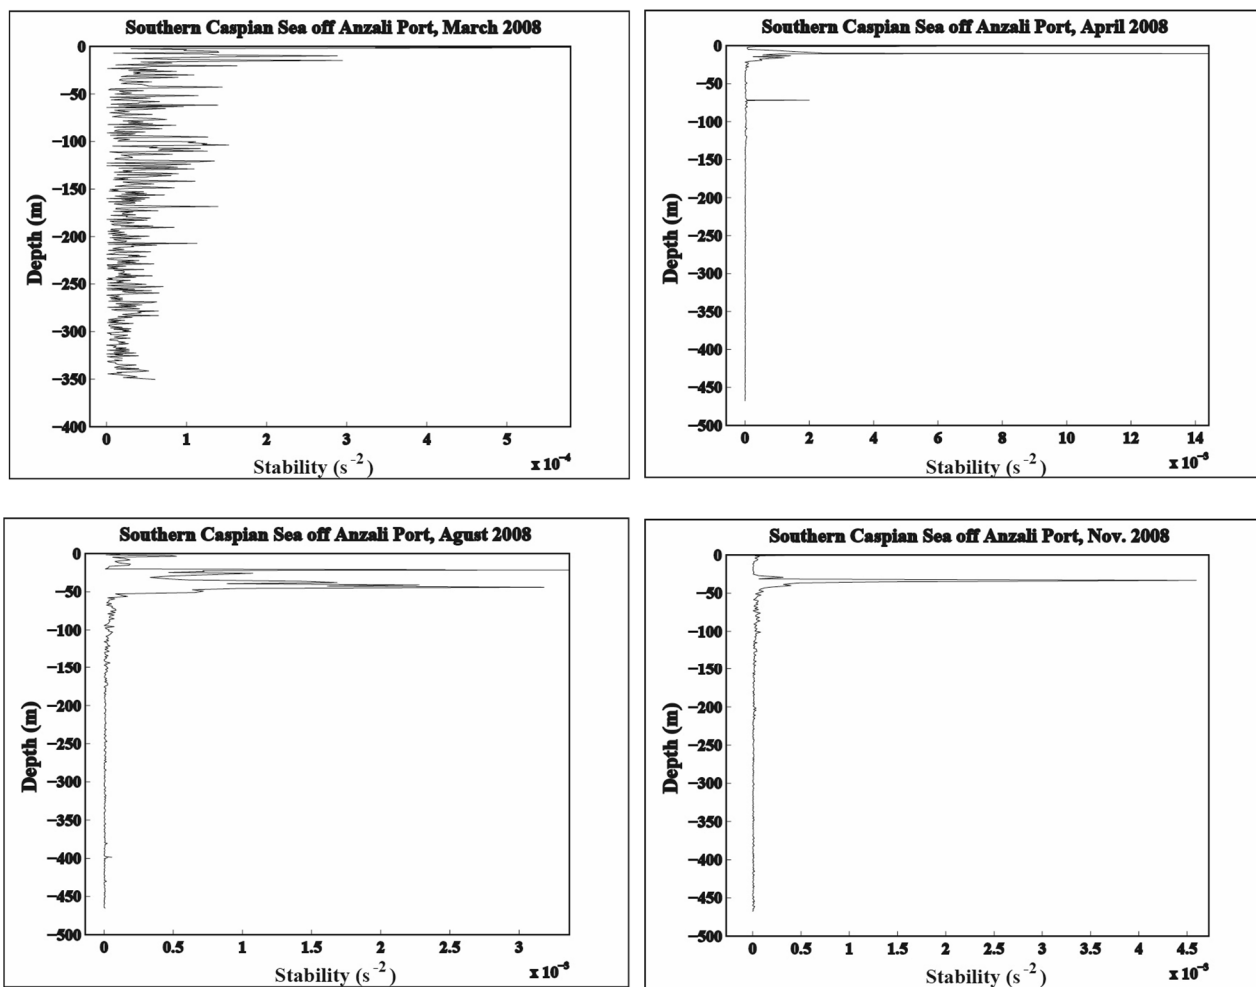 Southern Caspian Sea off Anzali Port, March 2008
0
−50
−100
−150
−200
−250
−300
−350
−400
Depth (m)
0 1 2 3 4 5
Stability (s⁻²)
x 10⁻⁴
Southern Caspian Sea off Anzali Port, April 2008
0
−50
−100
−150
−200
−250
−300
−350
−400
−450
−500
Depth (m)
0 2 4 6 8 10 12 14
Stability (s⁻²)
x 10⁻³
Southern Caspian Sea off Anzali Port, Agust 2008
0
−50
−100
−150
−200
−250
−300
−350
−400
−450
−500
Depth (m)
0 0.5 1 1.5 2 2.5 3
Stability (s⁻²)
x 10⁻³
Southern Caspian Sea off Anzali Port, Nov. 2008
0
−50
−100
−150
−200
−250
−300
−350
−400
−450
−500
Depth (m)
0 0.5 1 1.5 2 2.5 3 3.5 4 4.5
Stability (s⁻²)
x 10⁻³